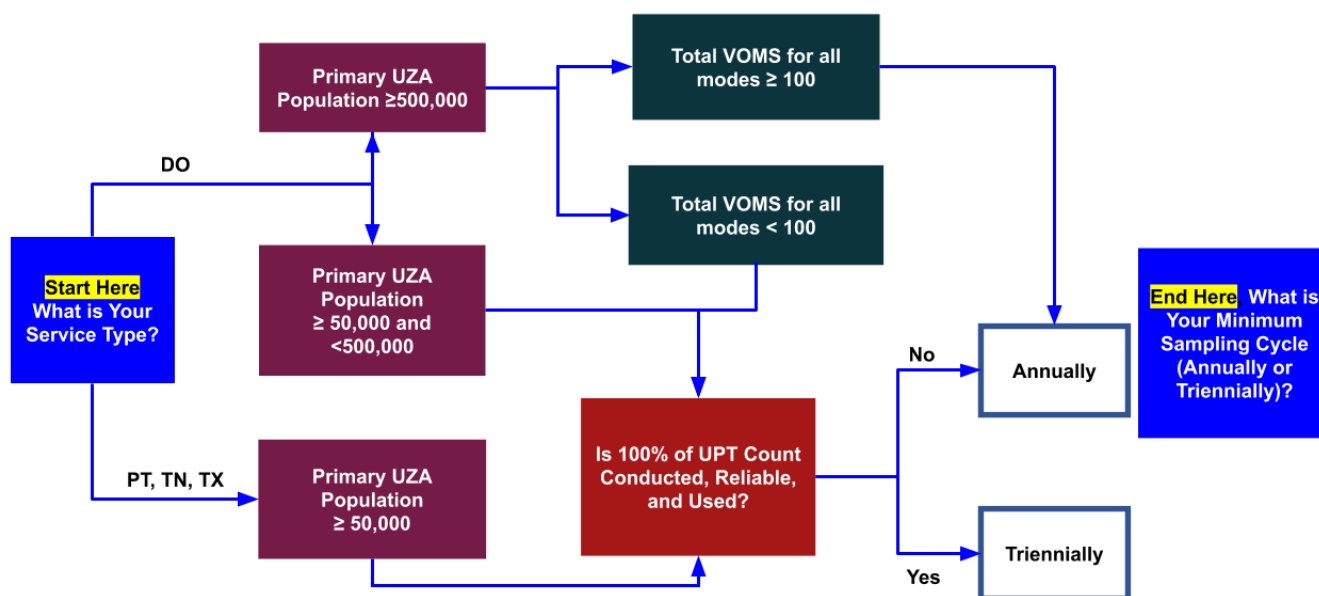 Start Here
What is Your
Service Type?
DO
PT, TN, TX
Primary UZA
Population ≥500,000
Primary UZA
Population
≥ 50,000 and
<500,000
Primary UZA
Population
≥ 50,000
Total VOMS for all
modes ≥ 100
Total VOMS for all
modes < 100
Is 100% of UPT Count
Conducted, Reliable,
and Used?
No
Yes
Annually
Triennially
End Here, What is
Your Minimum
Sampling Cycle
(Annually or
Triennially)?